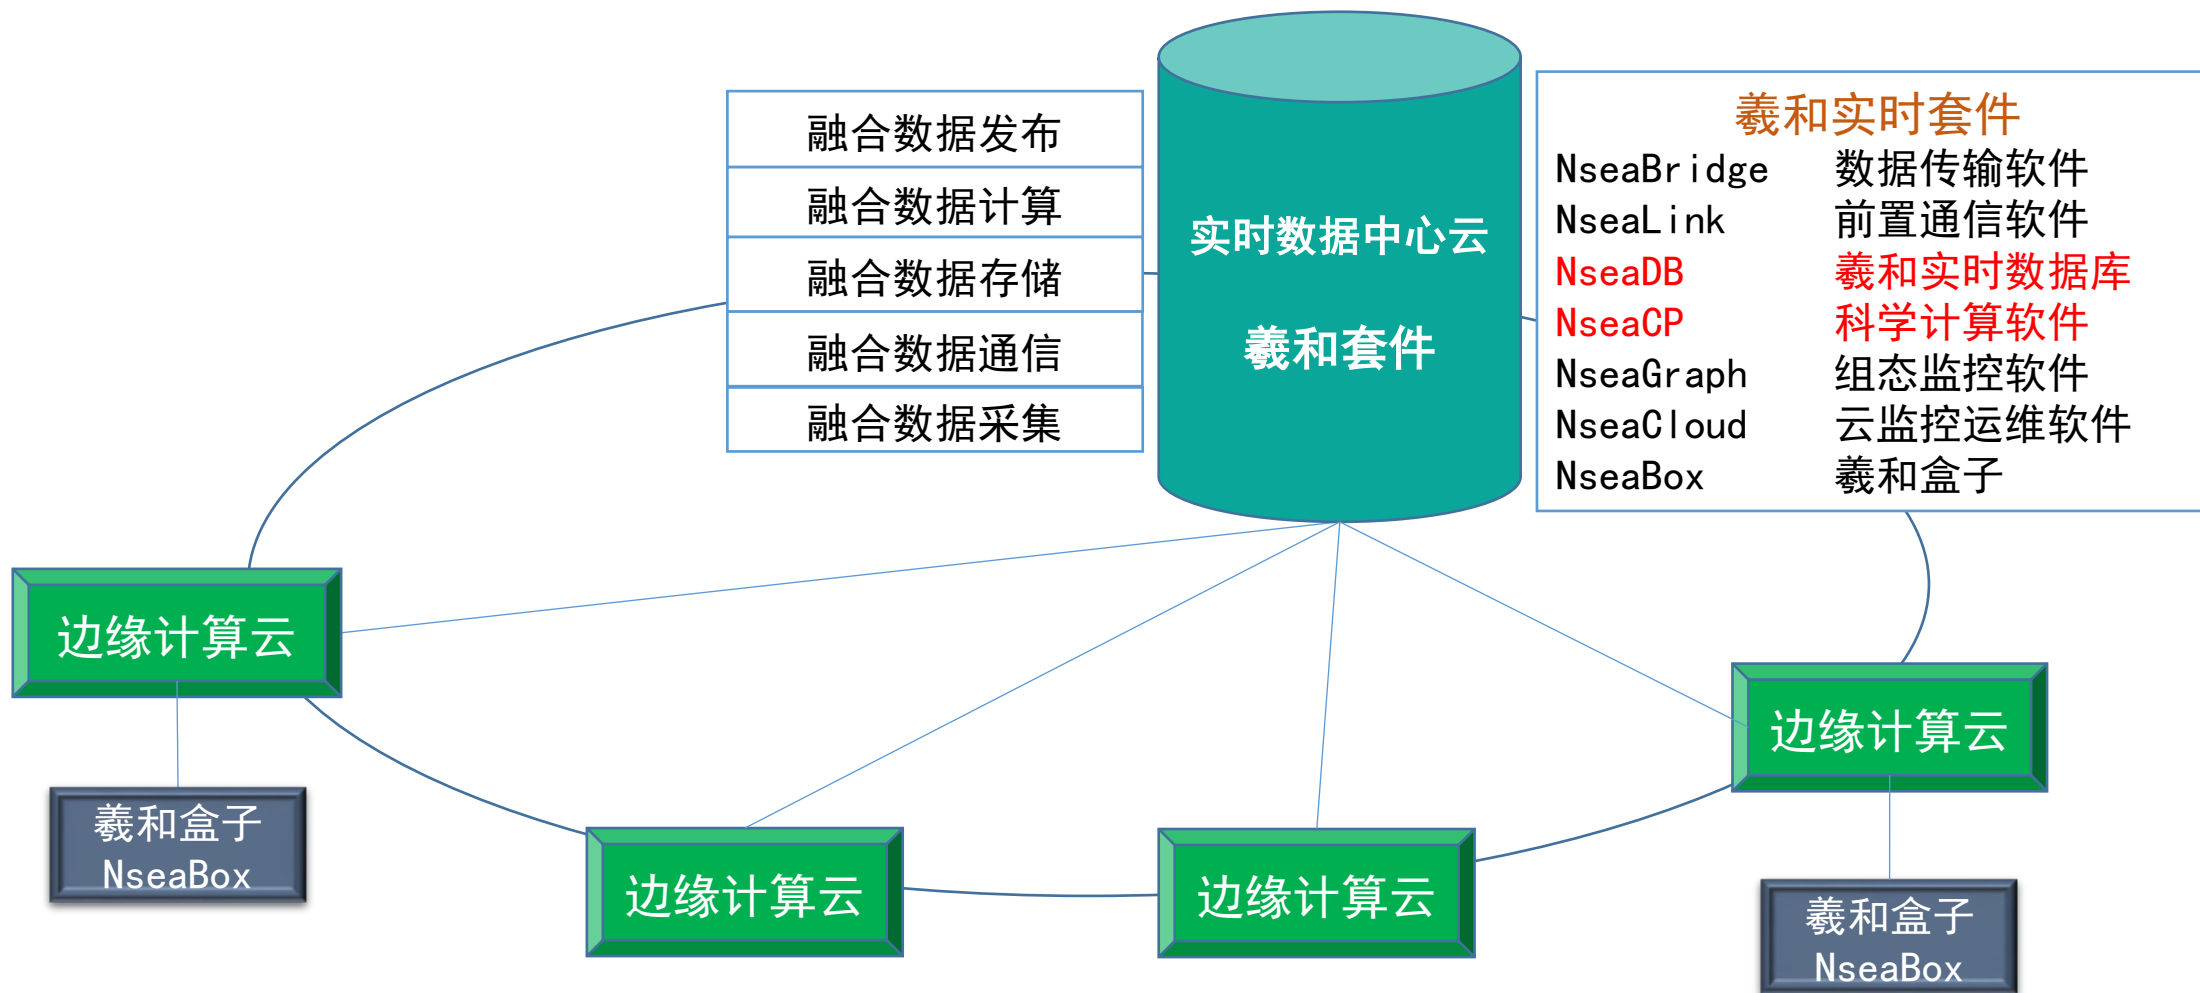 融合数据发布
融合数据计算
融合数据存储
融合数据通信
融合数据采集
实时数据中心云
羲和套件
羲和实时套件
NseaBridge 数据传输软件
NseaLink 前置通信软件
NseaDB 羲和实时数据库
NseaCP 科学计算软件
NseaGraph 组态监控软件
NseaCloud 云监控运维软件
NseaBox 羲和盒子
边缘计算云
羲和盒子
NseaBox
边缘计算云
边缘计算云
边缘计算云
羲和盒子
NseaBox